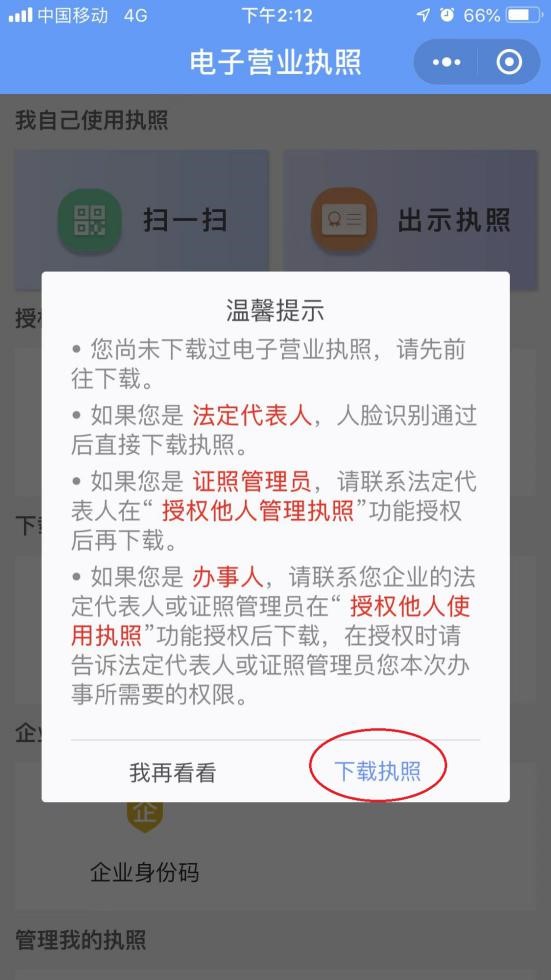 中国移动 4G 下午2:12 66%
电子营业执照
我自己使用执照
扫一扫 出示执照
温馨提示
• 您尚未下载过电子营业执照，请先前
往下载。
• 如果您是 法定代表人，人脸识别通过
后直接下载执照。
• 如果您是 证照管理员，请联系法定代
表人在“ 授权他人管理执照”功能授权
后再下载。
• 如果您是 办事人，请联系您企业的法
定代表人或证照管理员在“ 授权他人使
用执照”功能授权后下载，在授权时请
告诉法定代表人或证照管理员您本次办
事所需要的权限。
我再看看 下载执照
授
下
企
企
企业身份码
管理我的执照